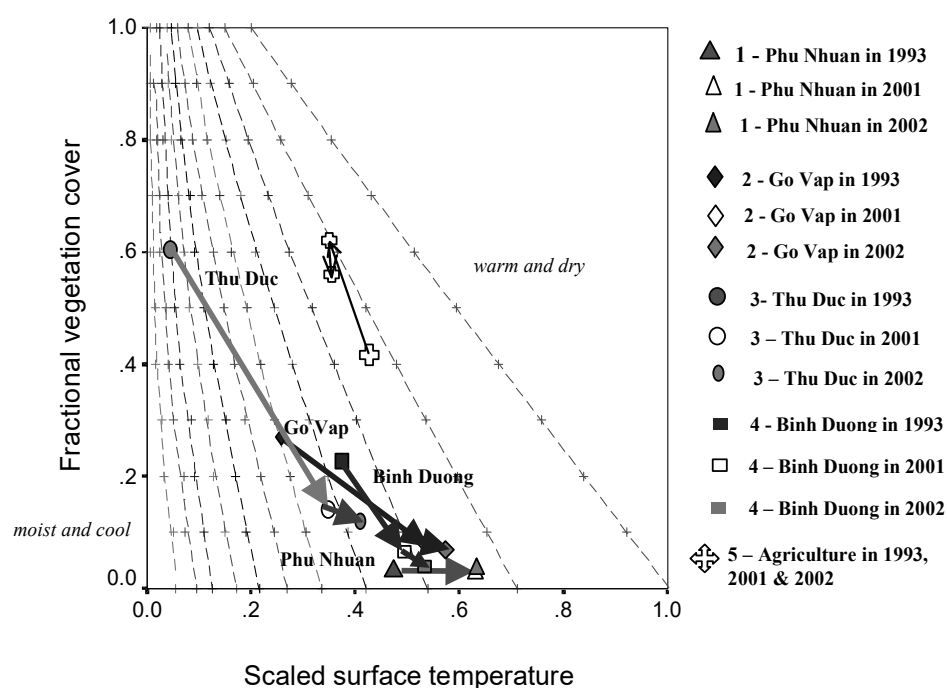 1.0
.8
.6
.4
.2
0.0
Fractional vegetation cover
0.0
.2
.4
.6
.8
1.0
Scaled surface temperature
Thu Duc
warm and dry
Go Vap
Binh Duong
moist and cool
Phu Nhuan
1 - Phu Nhuan in 1993
1 - Phu Nhuan in 2001
1 - Phu Nhuan in 2002
2 - Go Vap in 1993
2 - Go Vap in 2001
2 - Go Vap in 2002
3- Thu Duc in 1993
3 – Thu Duc in 2001
3 – Thu Duc in 2002
4 - Binh Duong in 1993
4 – Binh Duong in 2001
4 – Binh Duong in 2002
5 – Agriculture in 1993,
2001 & 2002